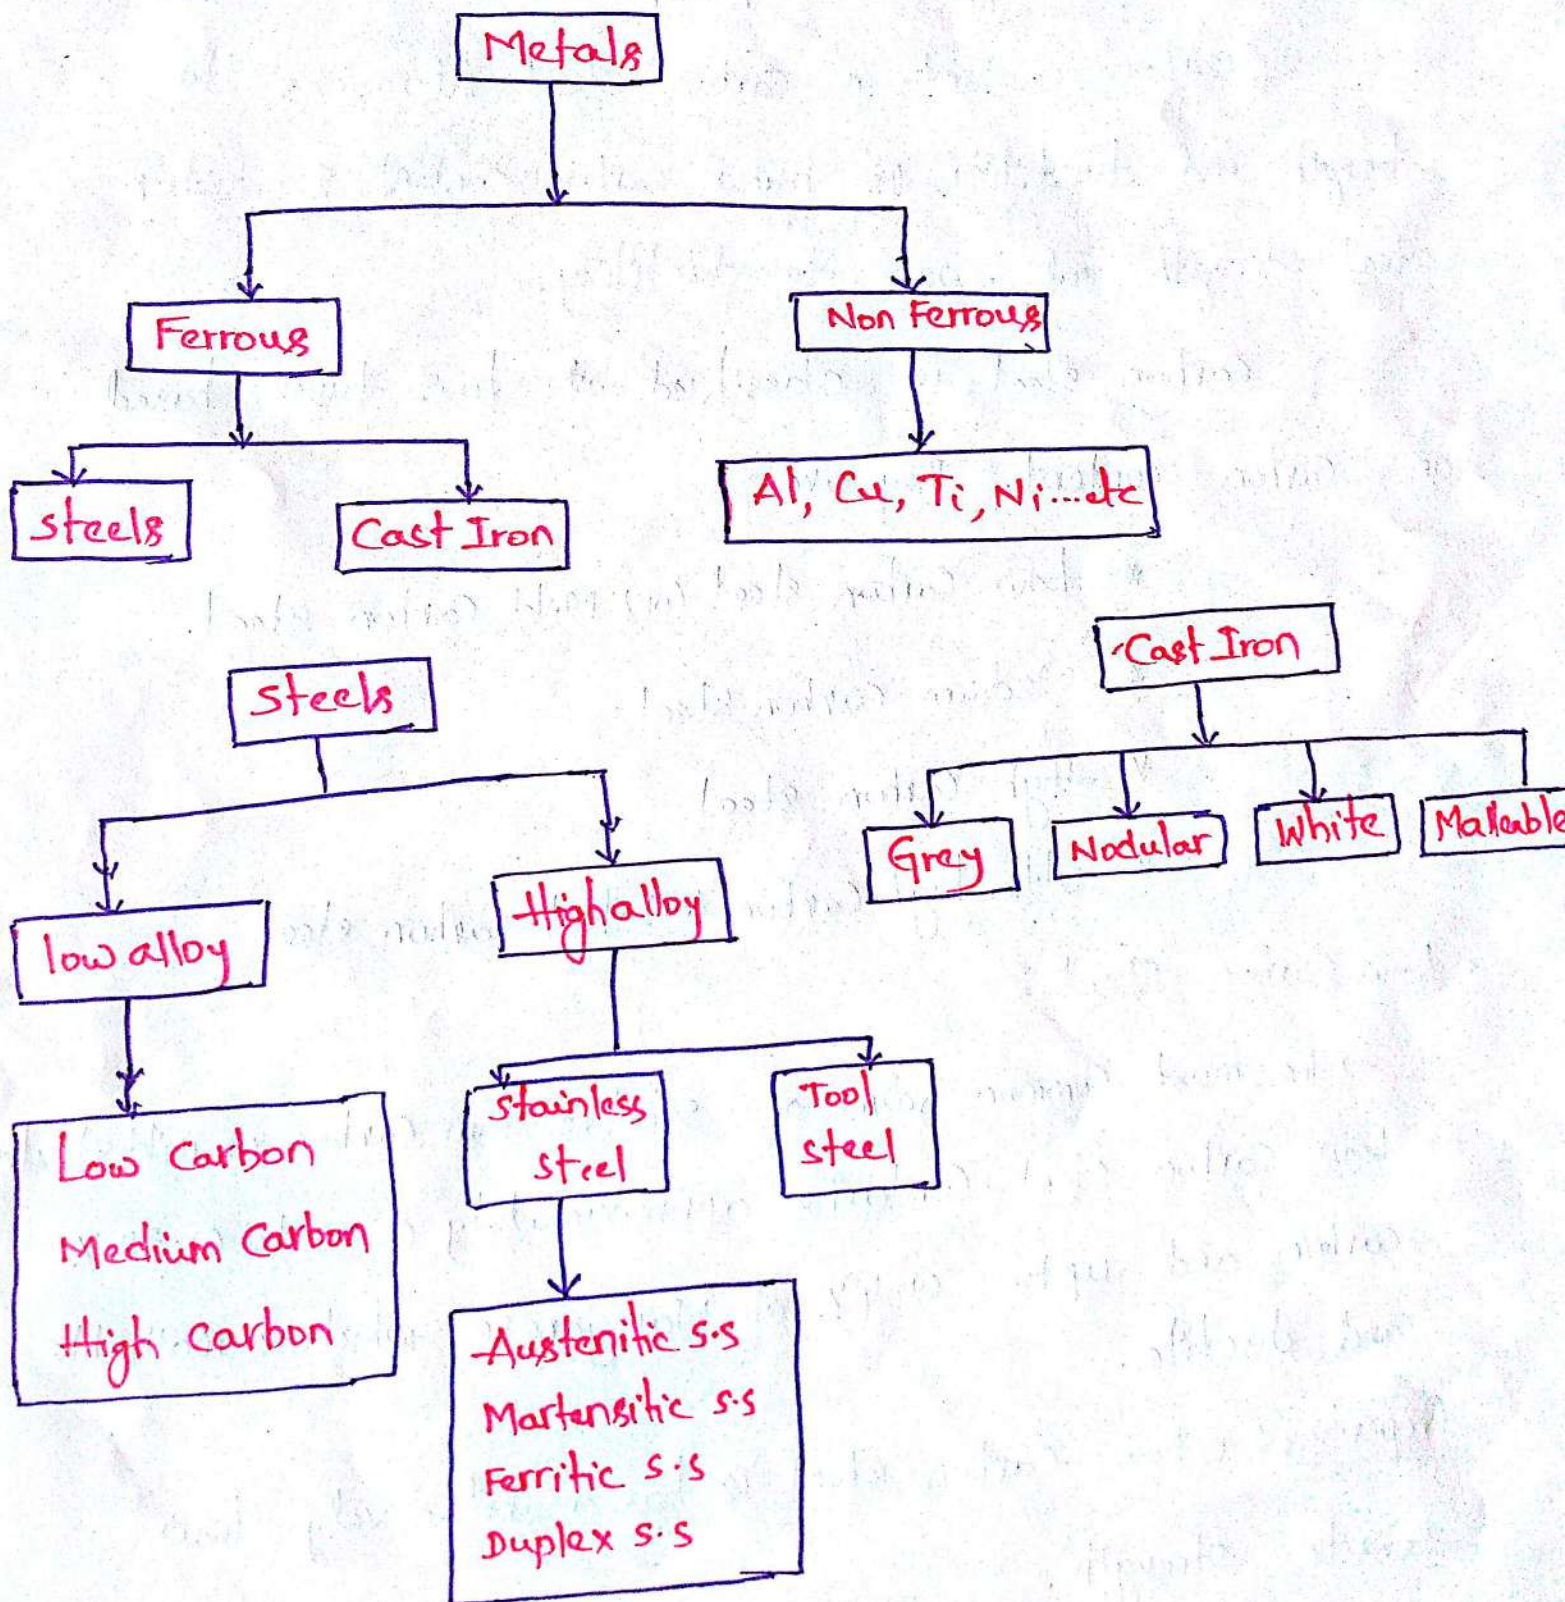 Metals
Ferrous
Non Ferrous
Steels
Cast Iron
Al, Cu, Ti, Ni...etc
Steels
Cast Iron
Grey
Nodular
White
Malleable
low alloy
High alloy
Stainless
steel
Tool
steel
Low Carbon
Medium Carbon
High carbon
Austenitic s.s
Martensitic s.s
Ferritic s.s
Duplex s.s